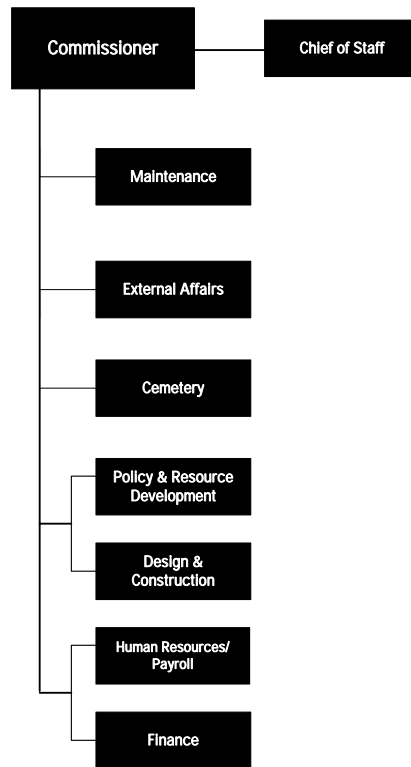 Commissioner
Chief of Staff
Maintenance
External Affairs
Cemetery
Policy & Resource
Development
Design &
Construction
Human Resources/
Payroll
Finance